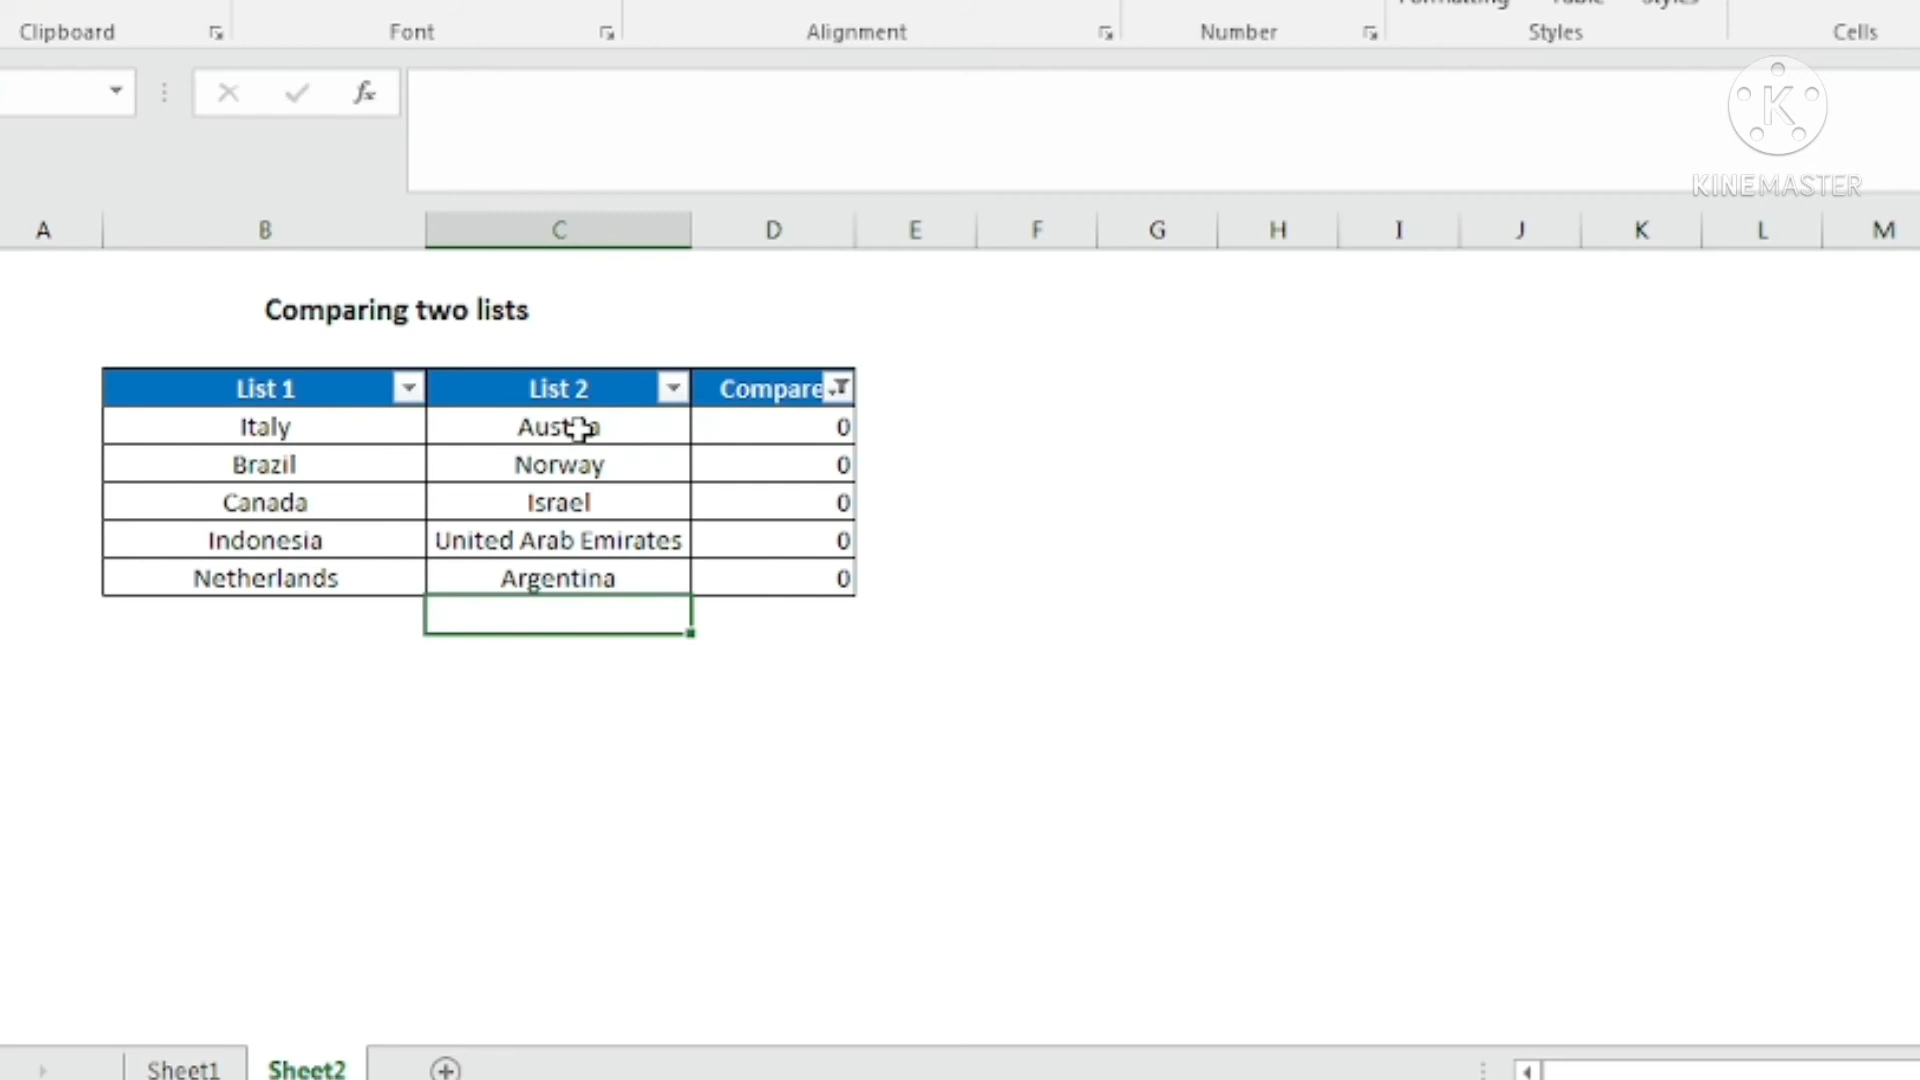 Clipboard Font Alignment Number Styles Cells
fx
K
KINEMASTER
A B C D E F G H I J K L M
Comparing two lists
List 1 List 2 Compare
Italy 0
Brazil Norway 0
Canada Israel 0
Indonesia United Arab Emirates 0
Netherlands Argentina 0
Sheet1 Sheet2